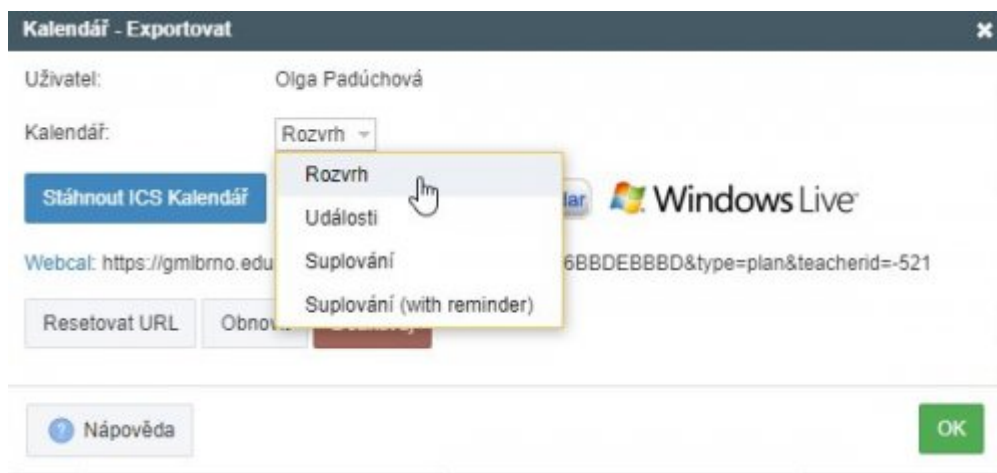 Kalendář - Exportovat
Uživatel: Olga Padúchová
Kalendář: Rozvrh
Rozvrh
Stáhnout ICS Kalendář
Windows Live
Události
Webcal: https://gmlbrno.edu 6BBDEBBBD&type=plan&teacherid=-521
Suplování
Suplování (with reminder)
Resetovat URL
Nápověda
OK